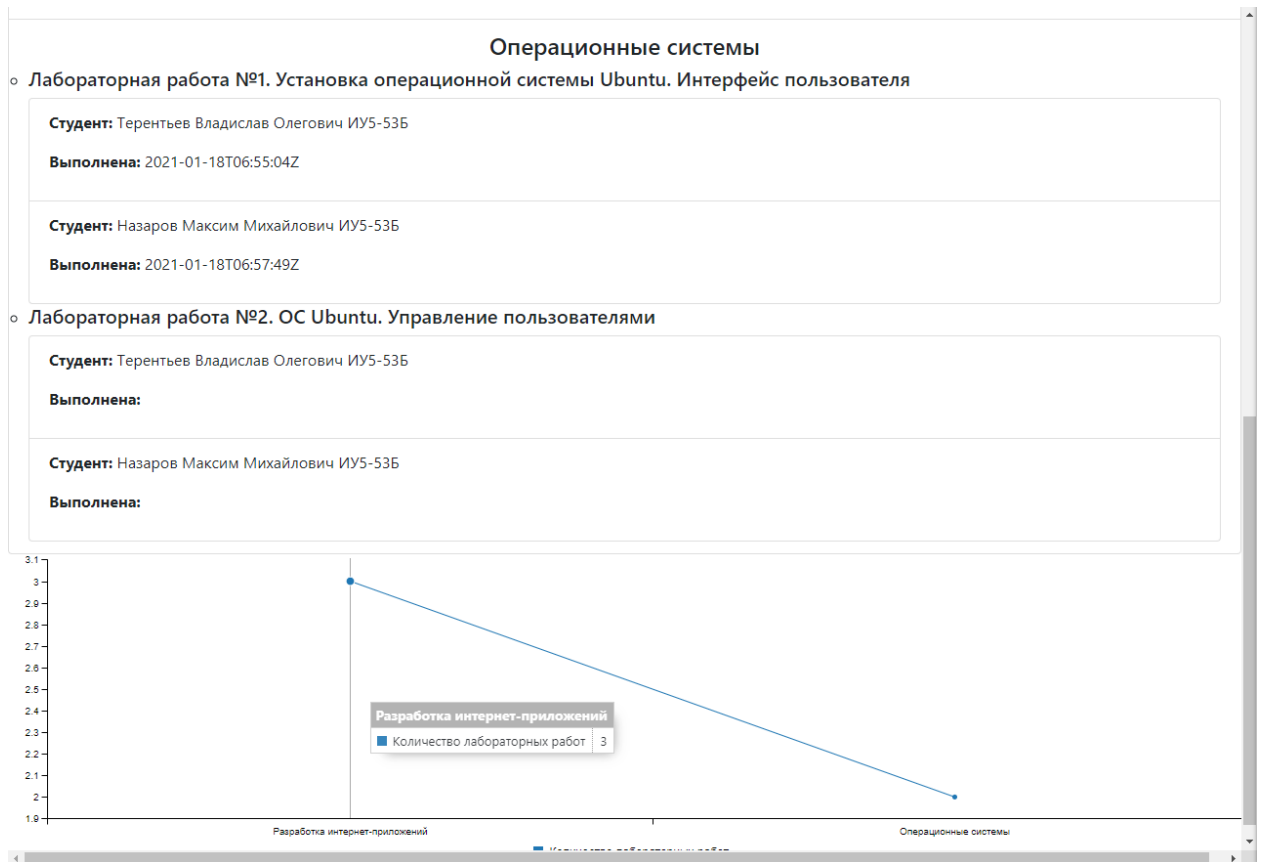 Операционные системы
Лабораторная работа №1. Установка операционной системы Ubuntu. Интерфейс пользователя
Студент: Терентьев Владислав Олегович ИУ5-53Б
Выполнена: 2021-01-18T06:55:04Z
Студент: Назаров Максим Михайлович ИУ5-53Б
Выполнена: 2021-01-18T06:57:49Z
Лабораторная работа №2. ОС Ubuntu. Управление пользователями
Студент: Терентьев Владислав Олегович ИУ5-53Б
Выполнена:
Студент: Назаров Максим Михайлович ИУ5-53Б
Выполнена:
3.1
3
2.9
2.8
2.7
2.6
2.5
2.4
2.3
2.2
2.1
2
1.9
Разработка интернет-приложений
Количество лабораторных работ 3
Разработка интернет-приложений
Операционные системы
Количество лабораторных работ